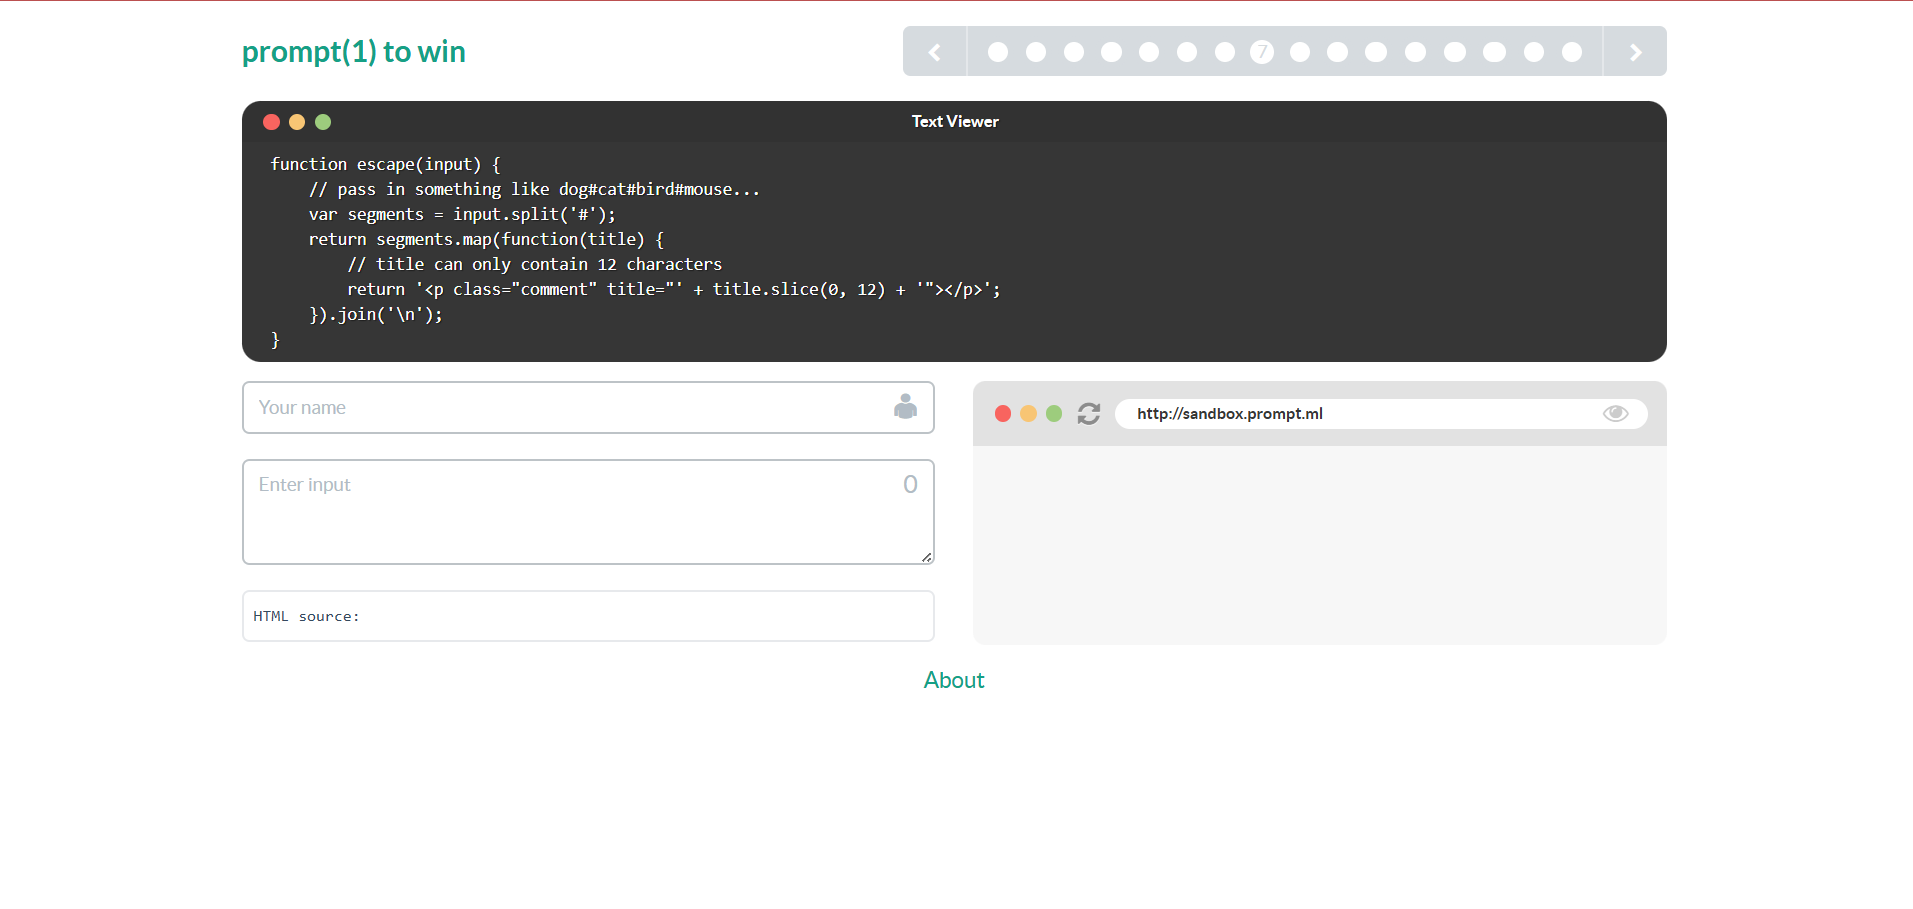 prompt(1) to win
7
Text Viewer
function escape(input) {
    // pass in something like dog#cat#bird#mouse...
    var segments = input.split('#');
    return segments.map(function(title) {
        // title can only contain 12 characters
        return '<p class="comment" title="' + title.slice(0, 12) + '"></p>';
    }).join('\n');
}
Your name
http://sandbox.prompt.ml
Enter input
0
HTML source:
About